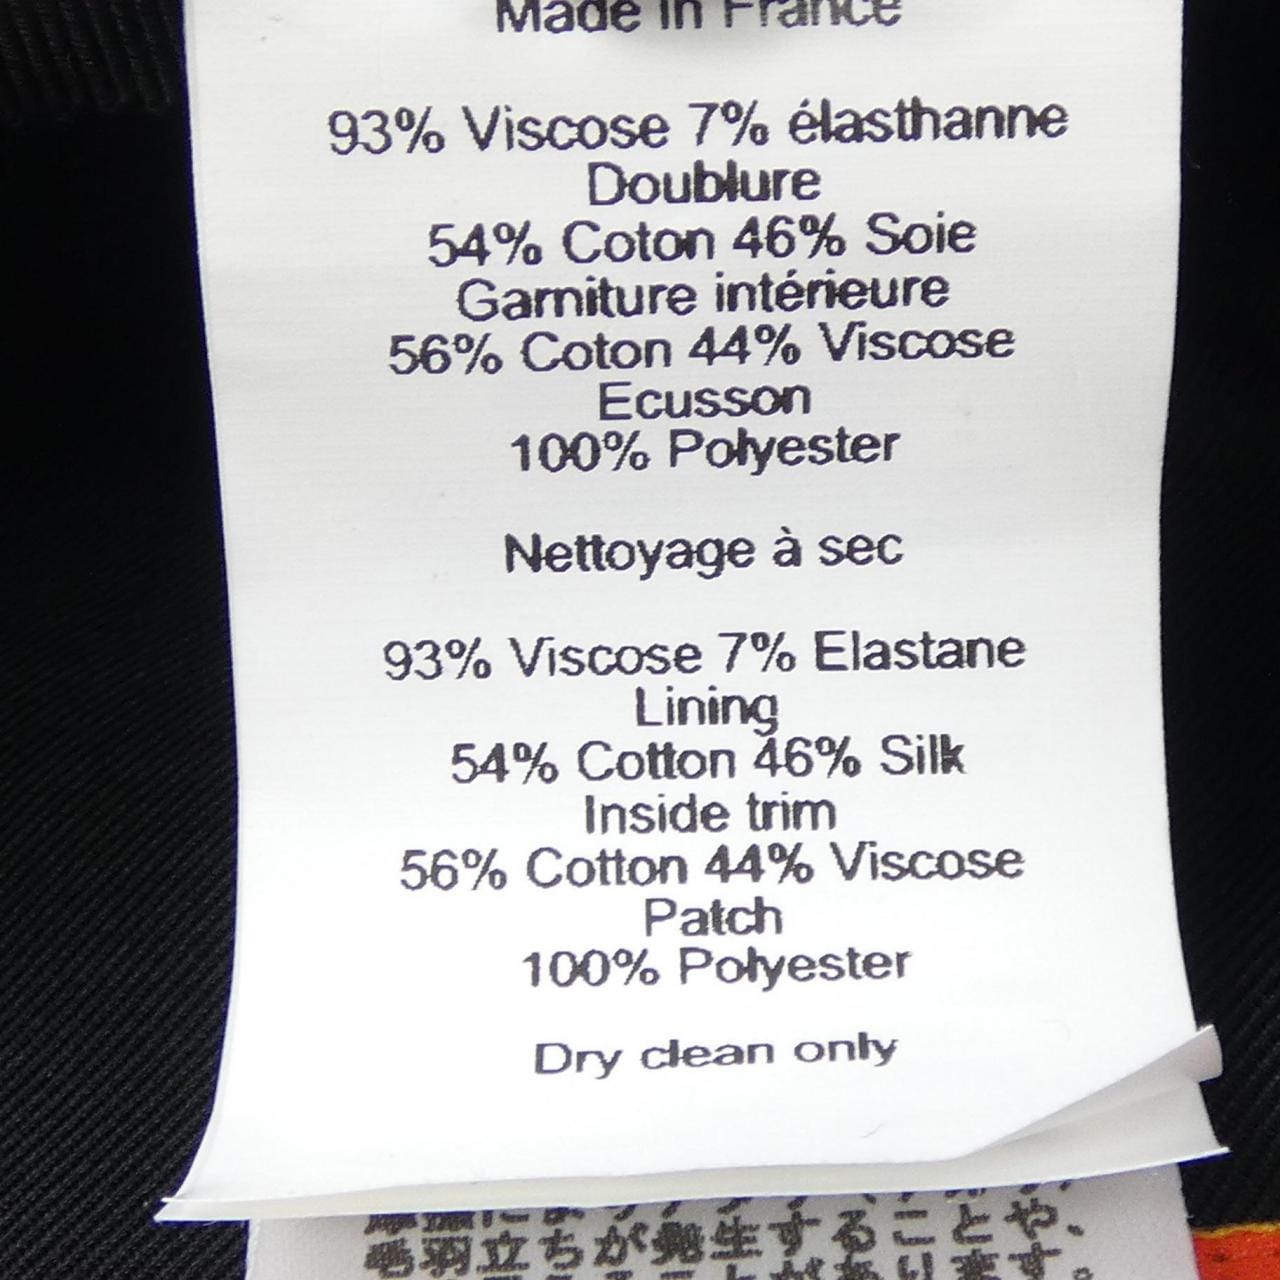 Made in France
93% Viscose 7% élasthanne
Doublure
54% Coton 46% Soie
Garniture intérieure
56% Coton 44% Viscose
Ecusson
100% Polyester
Nettoyage à sec
93% Viscose 7% Elastane
Lining
54% Cotton 46% Silk
Inside trim
56% Cotton 44% Viscose
Patch
100% Polyester
Dry clean only
毛羽立ちが発生することや、